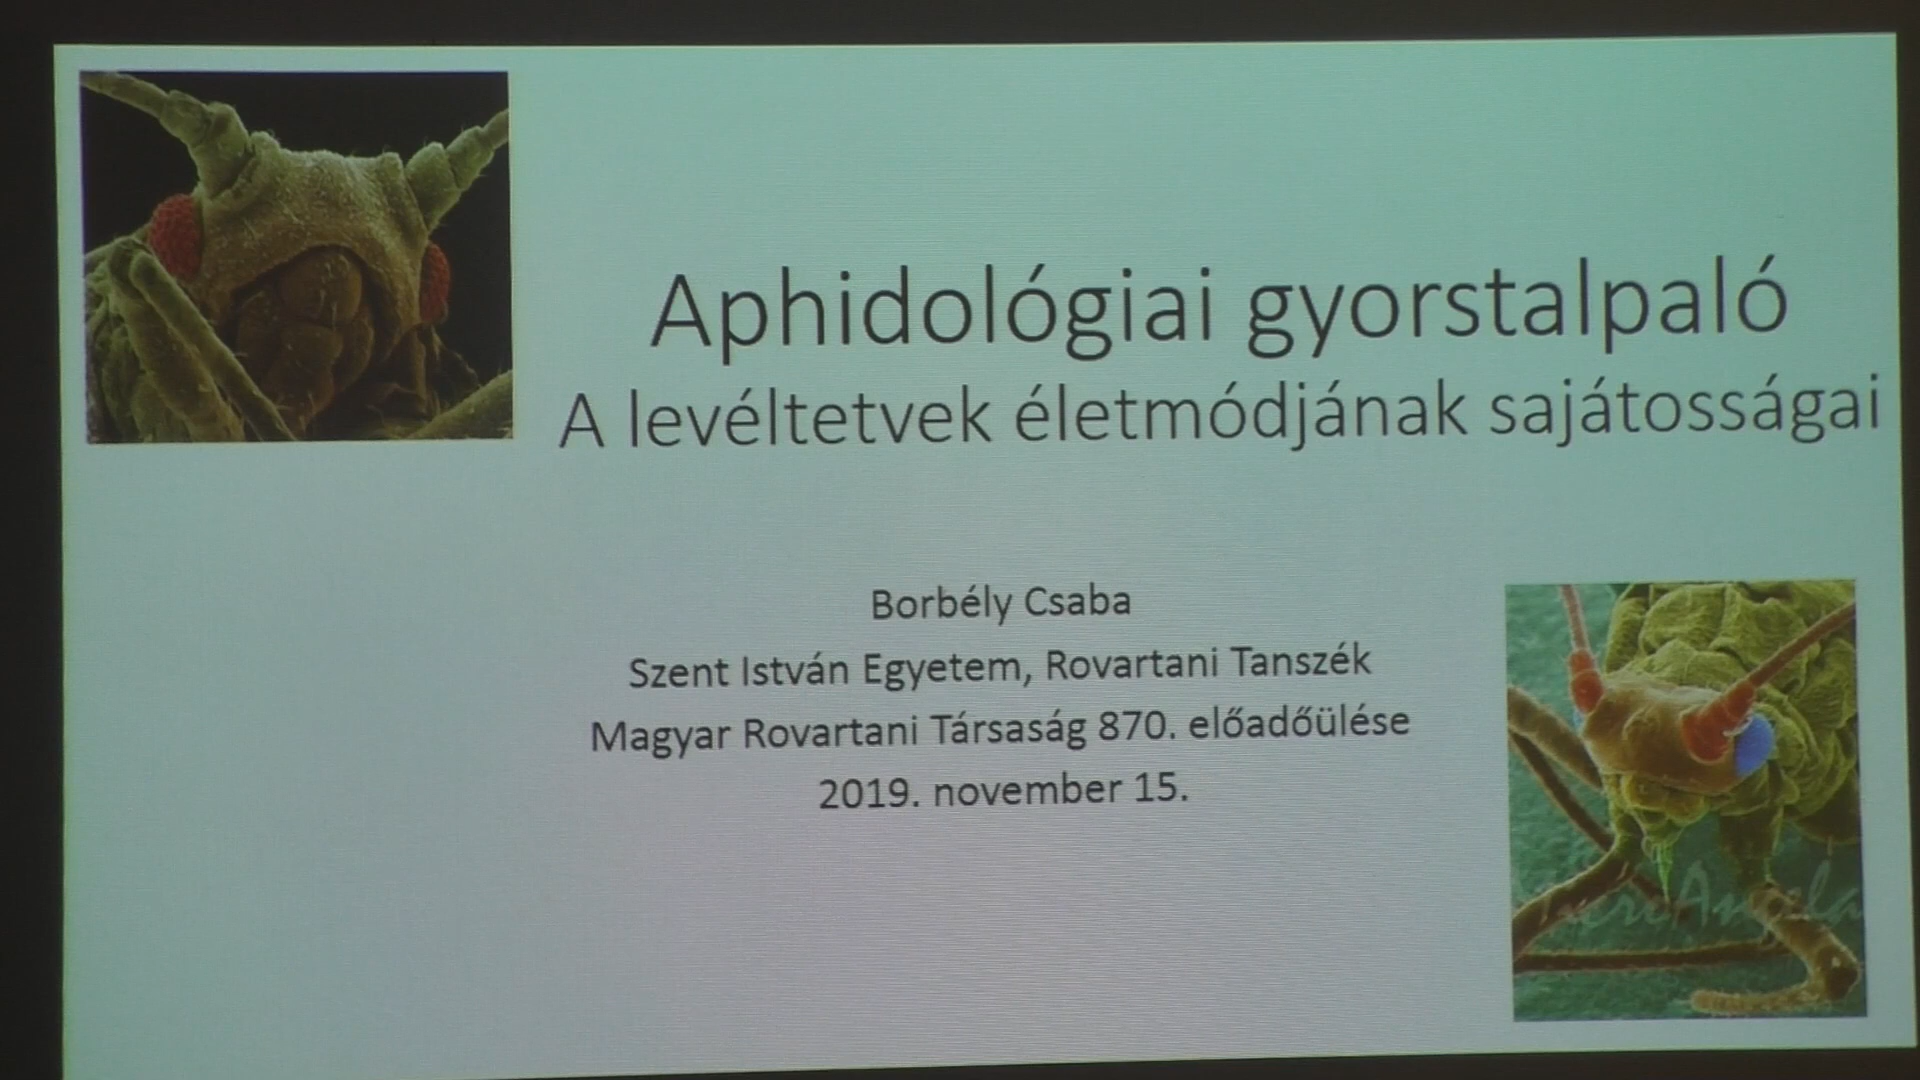 Aphidológiai gyorstalpaló
A levéltetvek életmódjának sajátosságai
Borbély Csaba
Szent István Egyetem, Rovartani Tanszék
Magyar Rovartani Társaság 870. előadóülése
2019. november 15.